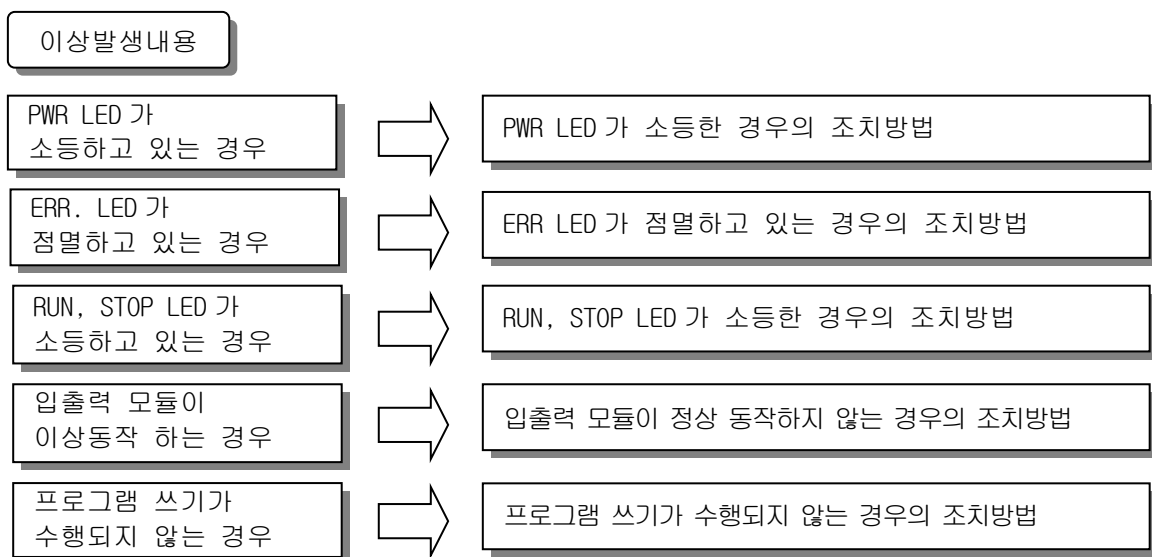 이상발생내용
PWR LED 가
소등하고 있는 경우
PWR LED 가 소등한 경우의 조치방법
ERR. LED 가
점멸하고 있는 경우
ERR LED 가 점멸하고 있는 경우의 조치방법
RUN, STOP LED 가
소등하고 있는 경우
RUN, STOP LED 가 소등한 경우의 조치방법
입출력 모듈이
이상동작 하는 경우
입출력 모듈이 정상 동작하지 않는 경우의 조치방법
프로그램 쓰기가
수행되지 않는 경우
프로그램 쓰기가 수행되지 않는 경우의 조치방법